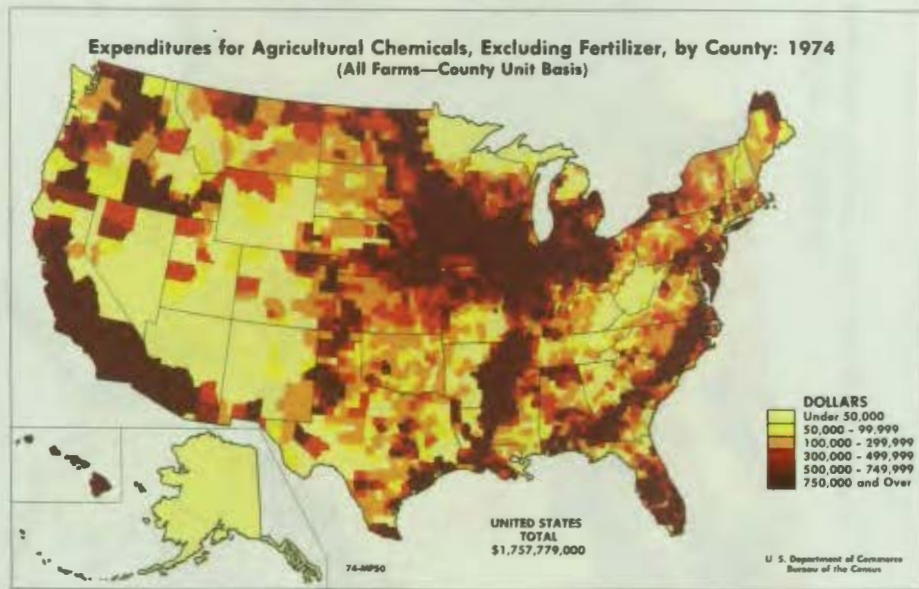 Expenditures for Agricultural Chemicals, Excluding Fertilizer, by County: 1974
(All Farms—County Unit Basis)
DOLLARS
Under 50,000
50,000 - 99,999
100,000 - 299,999
300,000 - 499,999
500,000 - 749,999
750,000 and Over
UNITED STATES
TOTAL
$1,757,779,000
74-MP50
U S. Department of Commerce
Bureau of the Census